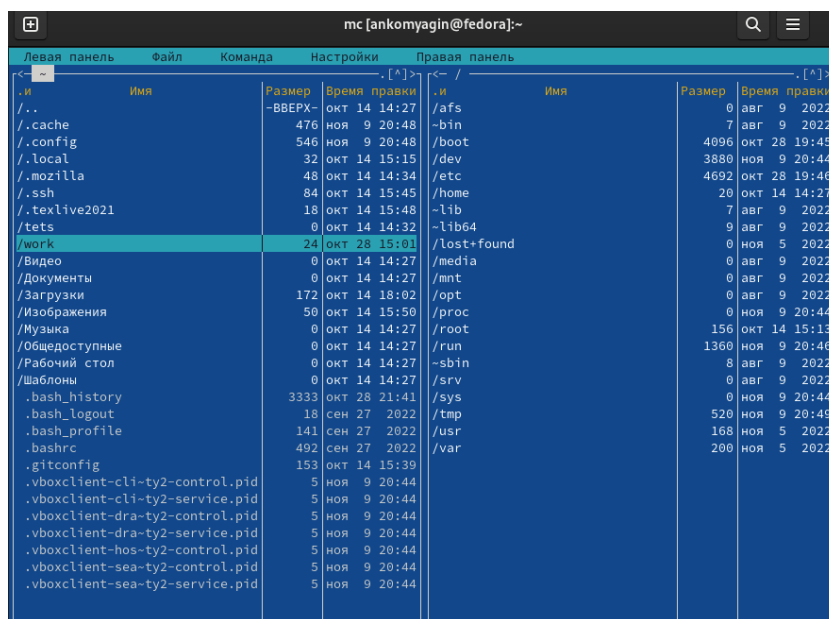 mc [ankomyagin@fedora]:~
Левая панель Файл Команда Настройки Правая панель
<- ~ .[^]> <- / .[^]>
.и Имя Размер Время правки .и Имя Размер Время правки
/.. -ВВЕРХ- окт 14 14:27 /afs 0 авг 9 2022
/.cache 476 ноя 9 20:48 ~bin 7 авг 9 2022
/.config 546 ноя 9 20:48 /boot 4096 окт 28 19:45
/.local 32 окт 14 15:15 /dev 3880 ноя 9 20:44
/.mozilla 48 окт 14 14:34 /etc 4692 окт 28 19:46
/.ssh 84 окт 14 15:45 /home 20 окт 14 14:27
/.texlive2021 18 окт 14 15:48 ~lib 7 авг 9 2022
/tets 0 окт 14 14:32 ~lib64 9 авг 9 2022
/work 24 окт 28 15:01 /lost+found 0 ноя 5 2022
/Видео 0 окт 14 14:27 /media 0 авг 9 2022
/Документы 0 окт 14 14:27 /mnt 0 авг 9 2022
/Загрузки 172 окт 14 18:02 /opt 0 авг 9 2022
/Изображения 50 окт 14 15:50 /proc 0 ноя 9 20:44
/Музыка 0 окт 14 14:27 /root 156 окт 14 15:13
/Общедоступные 0 окт 14 14:27 /run 1360 ноя 9 20:46
/Рабочий стол 0 окт 14 14:27 ~sbin 8 авг 9 2022
/Шаблоны 0 окт 14 14:27 /srv 0 авг 9 2022
.bash_history 3333 окт 28 21:41 /sys 0 ноя 9 20:44
.bash_logout 18 сен 27 2022 /tmp 520 ноя 9 20:49
.bash_profile 141 сен 27 2022 /usr 168 ноя 5 2022
.bashrc 492 сен 27 2022 /var 200 ноя 5 2022
.gitconfig 153 окт 14 15:39
.vboxclient-cli~ty2-control.pid 5 ноя 9 20:44
.vboxclient-cli~ty2-service.pid 5 ноя 9 20:44
.vboxclient-dra~ty2-control.pid 5 ноя 9 20:44
.vboxclient-dra~ty2-service.pid 5 ноя 9 20:44
.vboxclient-hos~ty2-control.pid 5 ноя 9 20:44
.vboxclient-sea~ty2-control.pid 5 ноя 9 20:44
.vboxclient-sea~ty2-service.pid 5 ноя 9 20:44